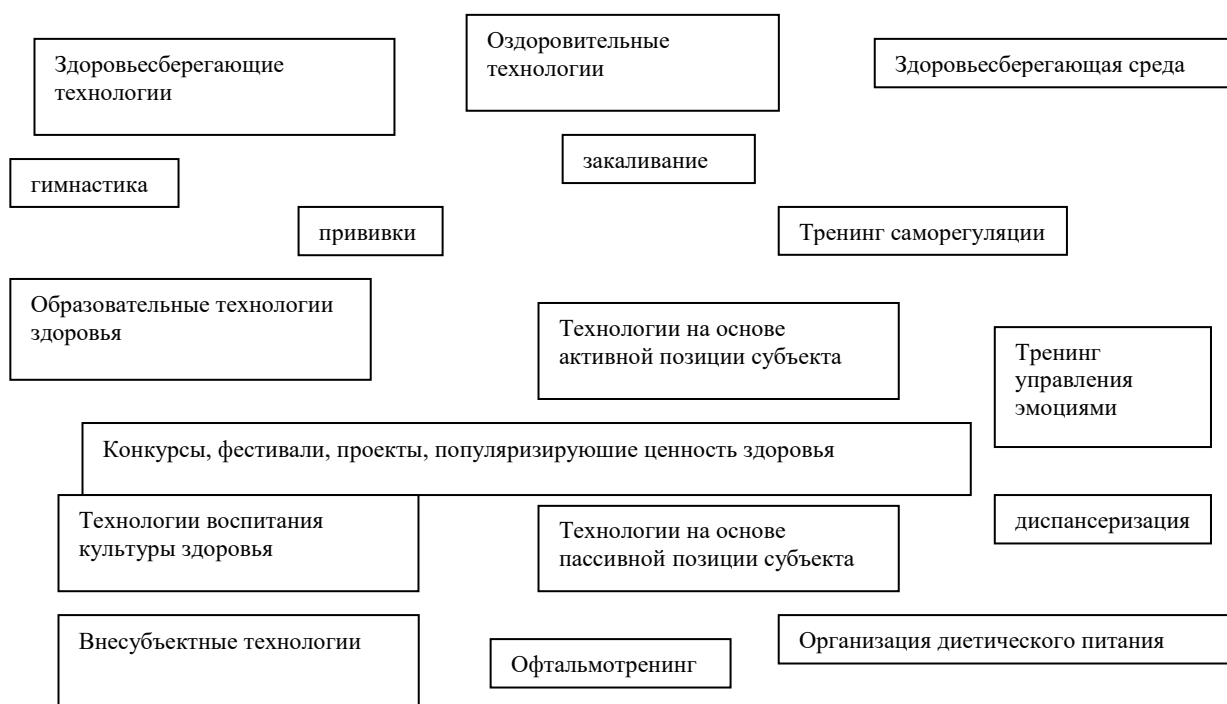 Здоровьесберегающие
технологии
Оздоровительные
технологии
Здоровьесберегающая среда
гимнастика
закаливание
прививки
Тренинг саморегуляции
Образовательные технологии
здоровья
Технологии на основе
активной позиции субъекта
Тренинг
управления
эмоциями
Конкурсы, фестивали, проекты, популяризируюшие ценность здоровья
Технологии воспитания
культуры здоровья
Технологии на основе
пассивной позиции субъекта
диспансеризация
Внесубъектные технологии
Офтальмотренинг
Организация диетического питания